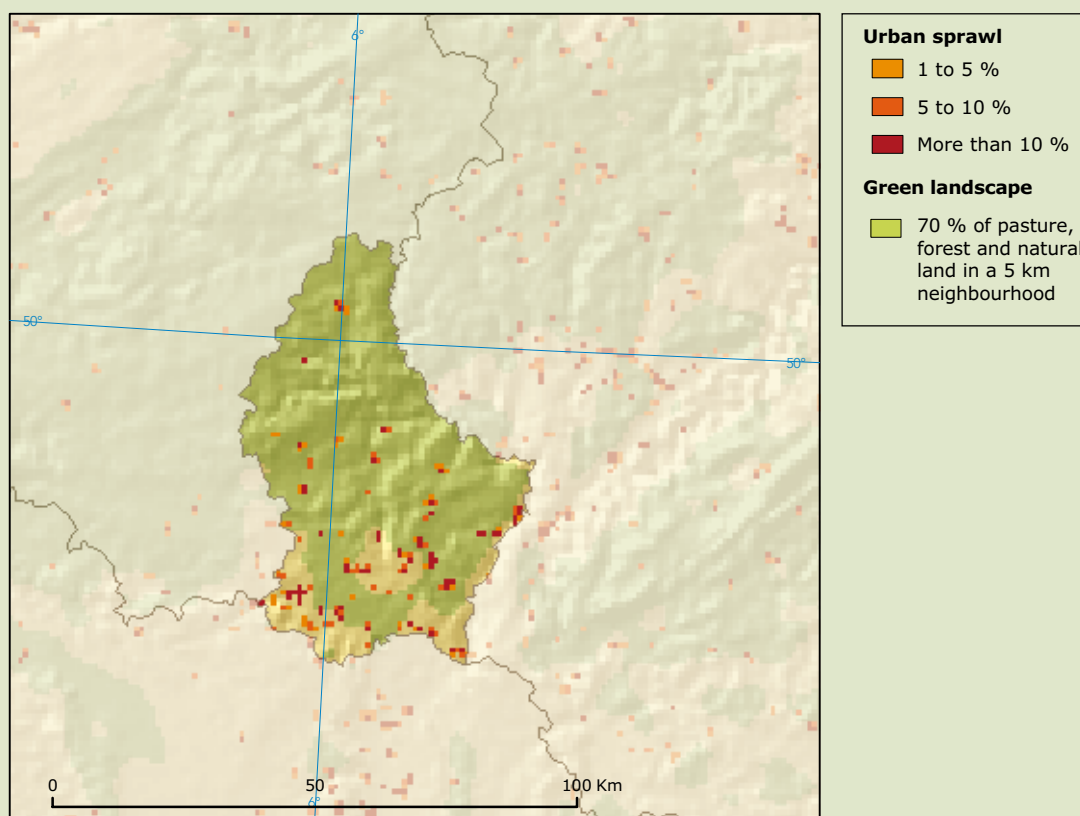 6°
50°
50°
0 50 100 Km
6°
Urban sprawl
1 to 5 %
5 to 10 %
More than 10 %
Green landscape
70 % of pasture,
forest and natural
land in a 5 km
neighbourhood